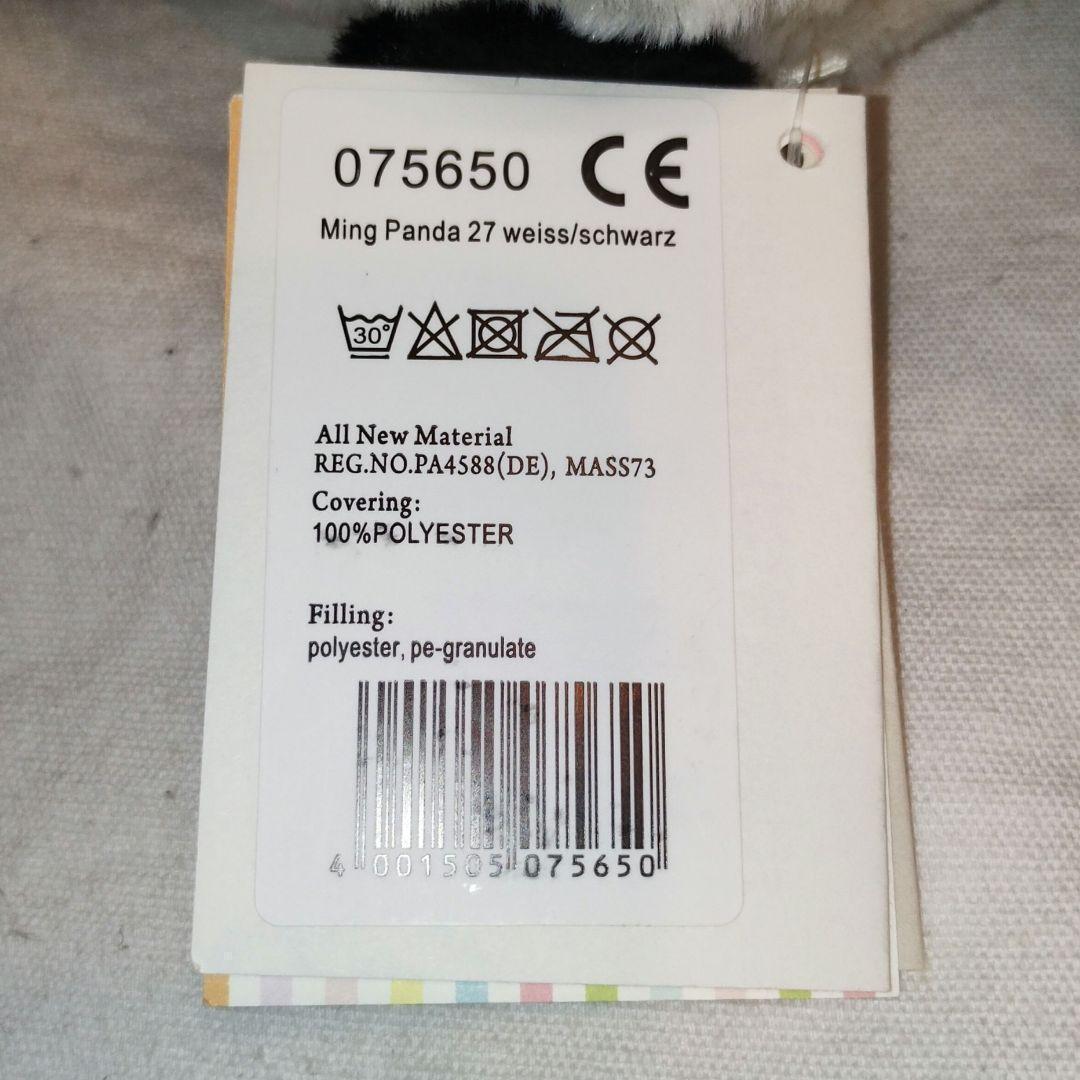 075650 CE
Ming Panda 27 weiss/schwarz
30°
All New Material
REG.NO.PA4588(DE), MASS73
Covering:
100%POLYESTER
Filling:
polyester, pe-granulate
4 001505 075650